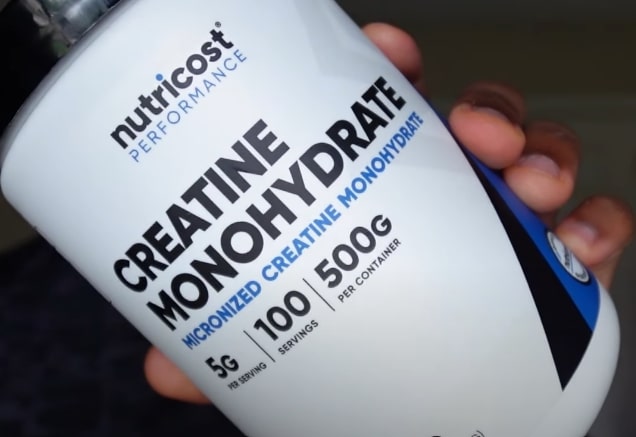 nutricost®
PERFORMANCE
CREATINE
MONOHYDRATE
MICRONIZED CREATINE MONOHYDRATE
5G
PER SERVING
100
SERVINGS
500G
PER CONTAINER